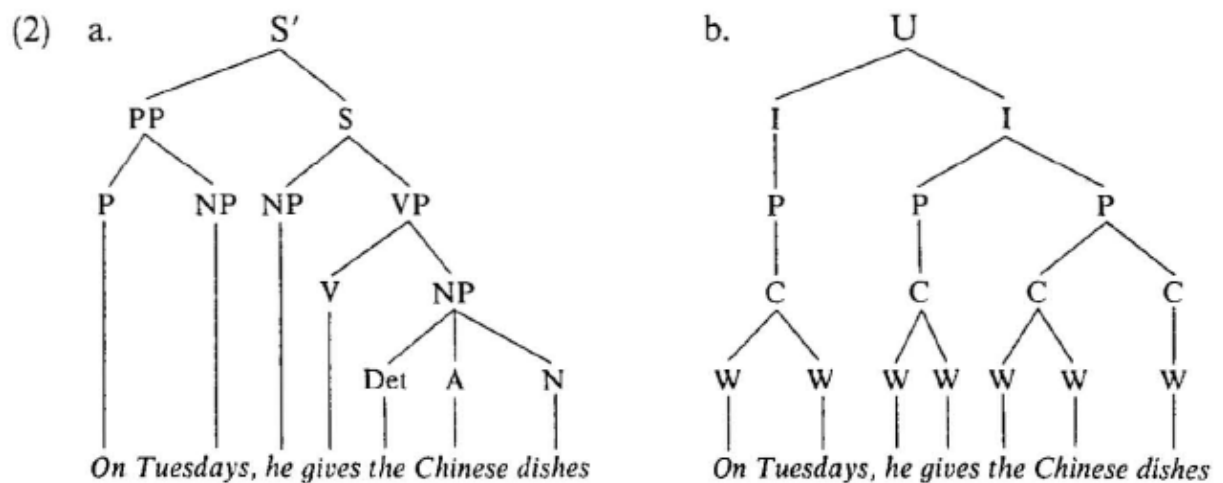 (2) a. S′ b. U
PP S I I
P NP NP VP P P P
V NP C C C C
Det A N W W W W W W W
On Tuesdays, he gives the Chinese dishes On Tuesdays, he gives the Chinese dishes